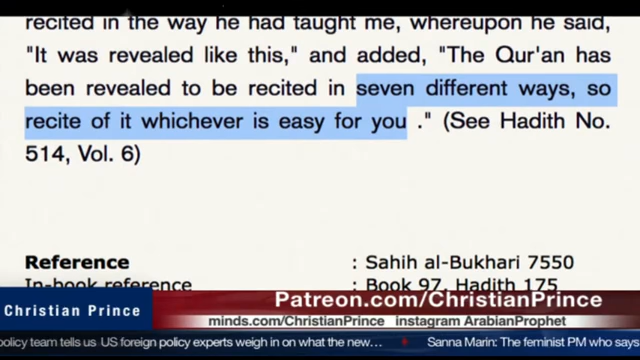 recited in the way he had taught me, whereupon he said,
"It was revealed like this," and added, "The Qur'an has
been revealed to be recited in seven different ways, so
recite of it whichever is easy for you ." (See Hadith No.
514, Vol. 6)
Reference : Sahih al-Bukhari 7550
In-book reference : Book 97, Hadith 175
Christian Prince
Patreon.com/ChristianPrince
minds.com/ChristianPrince instagram ArabianProphet
policy team tells us US foreign policy experts weigh in on what the new... Sanna Marin: The feminist PM who says